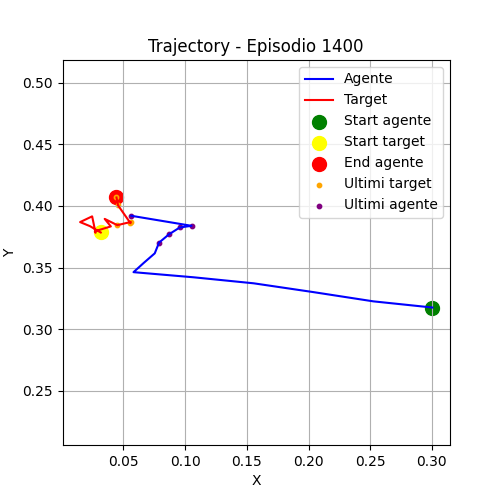 Trajectory - Episodio 1400
Agente
Target
Start agente
Start target
End agente
Ultimi target
Ultimi agente
0.50
0.45
0.40
0.35
0.30
0.25
Y
0.05
0.10
0.15
0.20
0.25
0.30
X